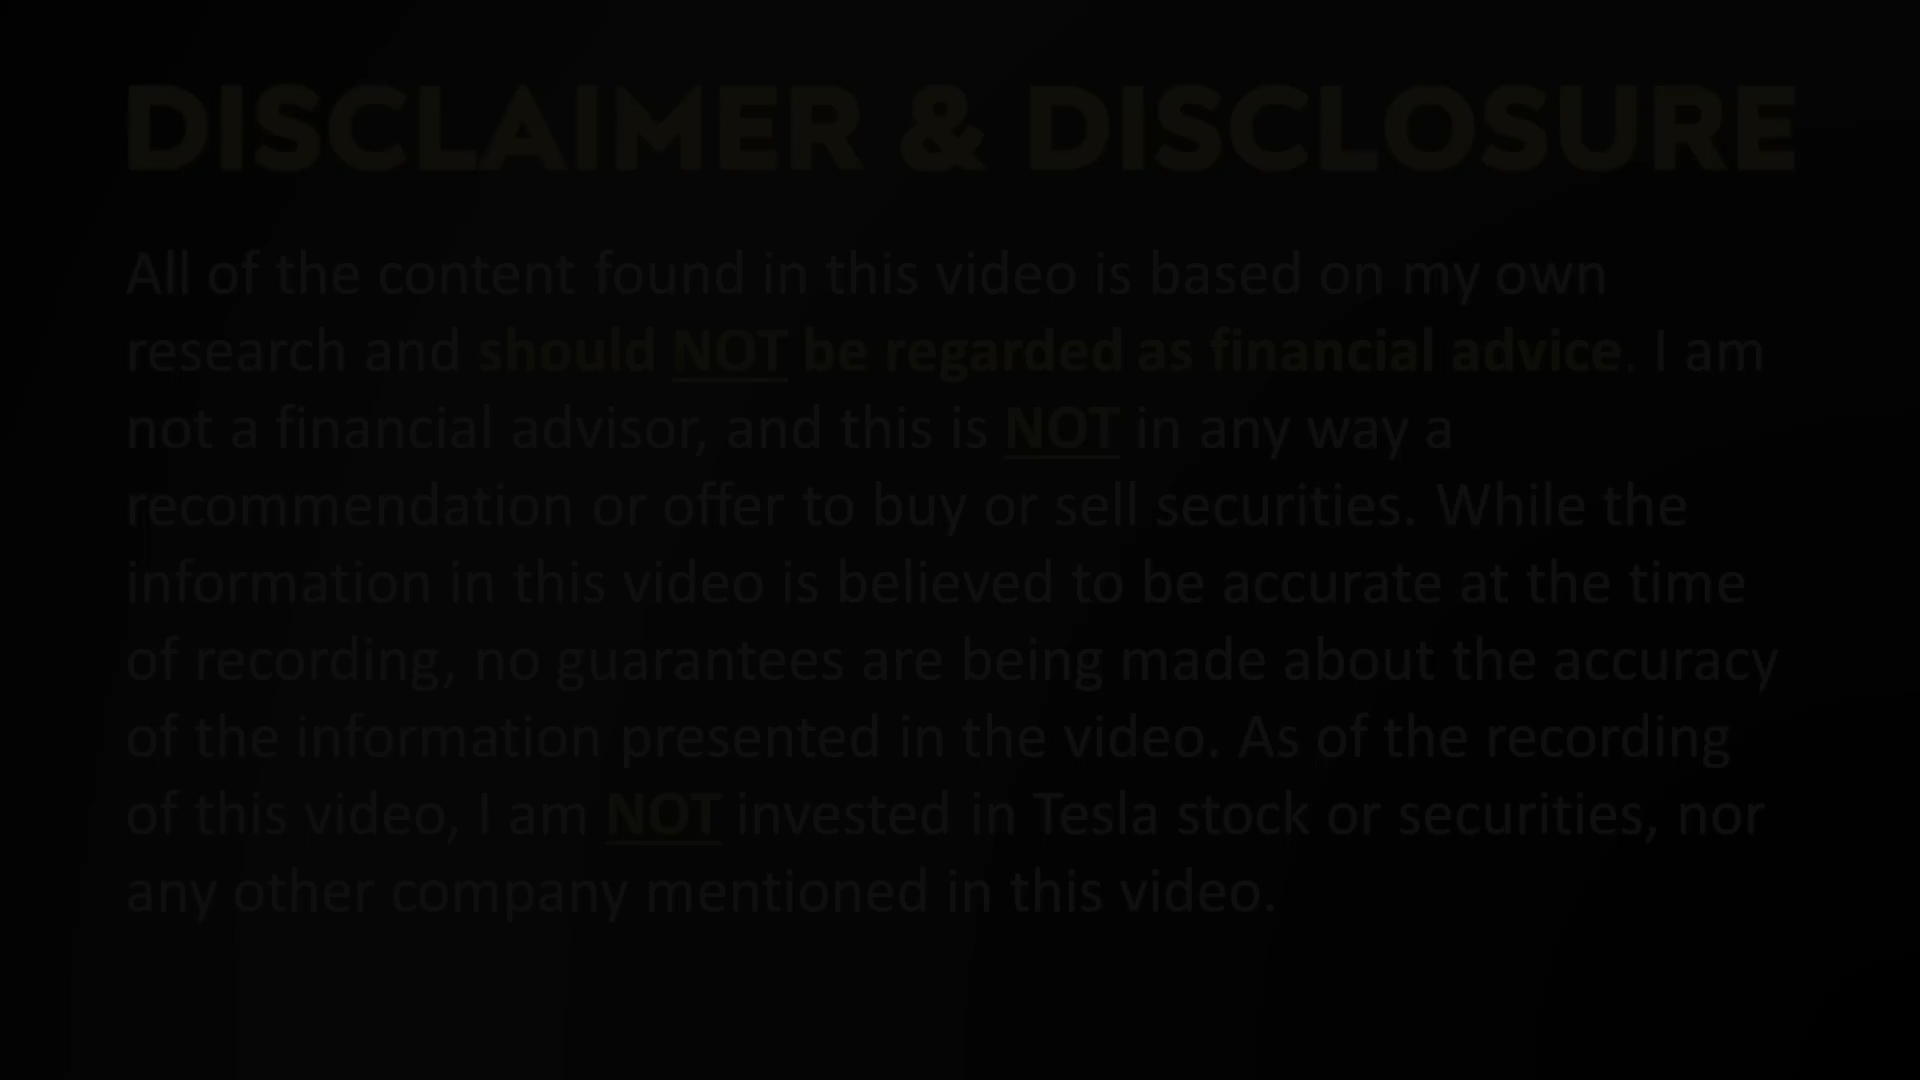 DISCLAIMER & DISCLOSURE
All of the content found in this video is based on my own
research and should NOT be regarded as financial advice. I am
not a financial advisor, and this is NOT in any way a
recommendation or offer to buy or sell securities. While the
information in this video is believed to be accurate at the time
of recording, no guarantees are being made about the accuracy
of the information presented in the video. As of the recording
of this video, I am NOT invested in Tesla stock or securities, nor
any other company mentioned in this video.